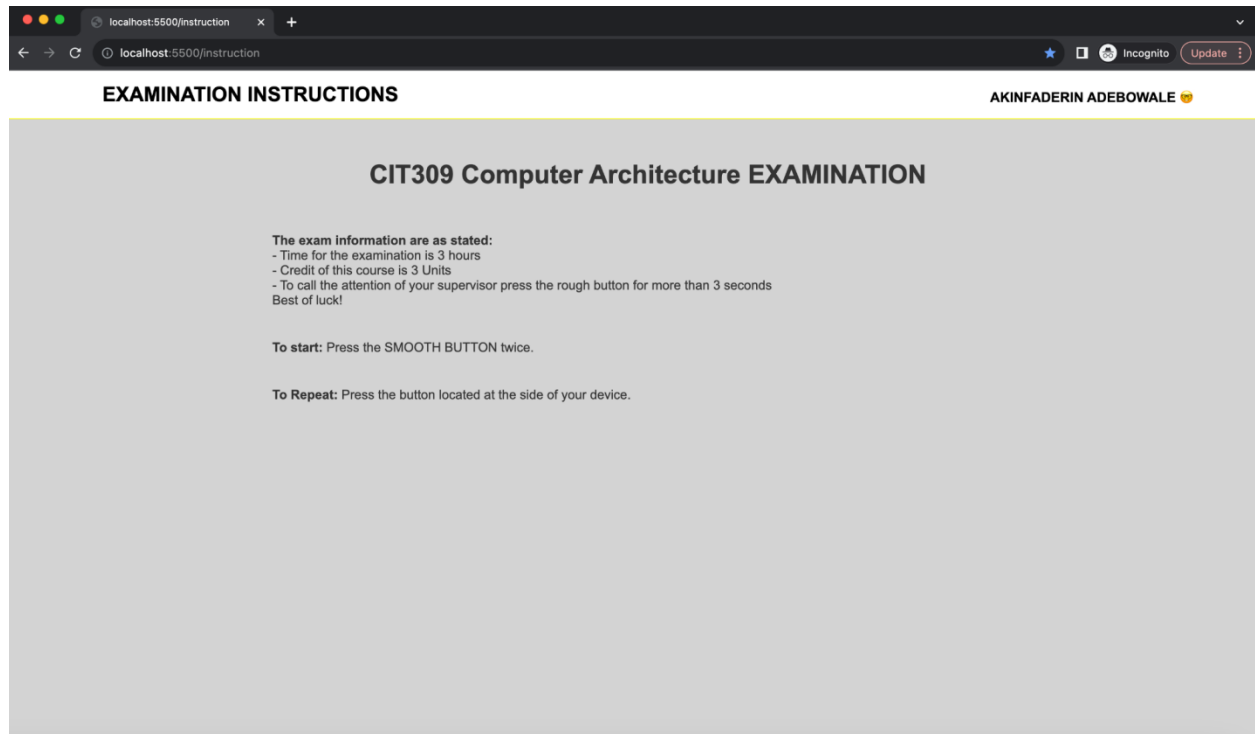 localhost:5500/instruction
localhost:5500/instruction
Incognito
Update
EXAMINATION INSTRUCTIONS
AKINFADERIN ADEBOWALE 🤓
CIT309 Computer Architecture EXAMINATION
The exam information are as stated:
- Time for the examination is 3 hours
- Credit of this course is 3 Units
- To call the attention of your supervisor press the rough button for more than 3 seconds
Best of luck!
To start: Press the SMOOTH BUTTON twice.
To Repeat: Press the button located at the side of your device.